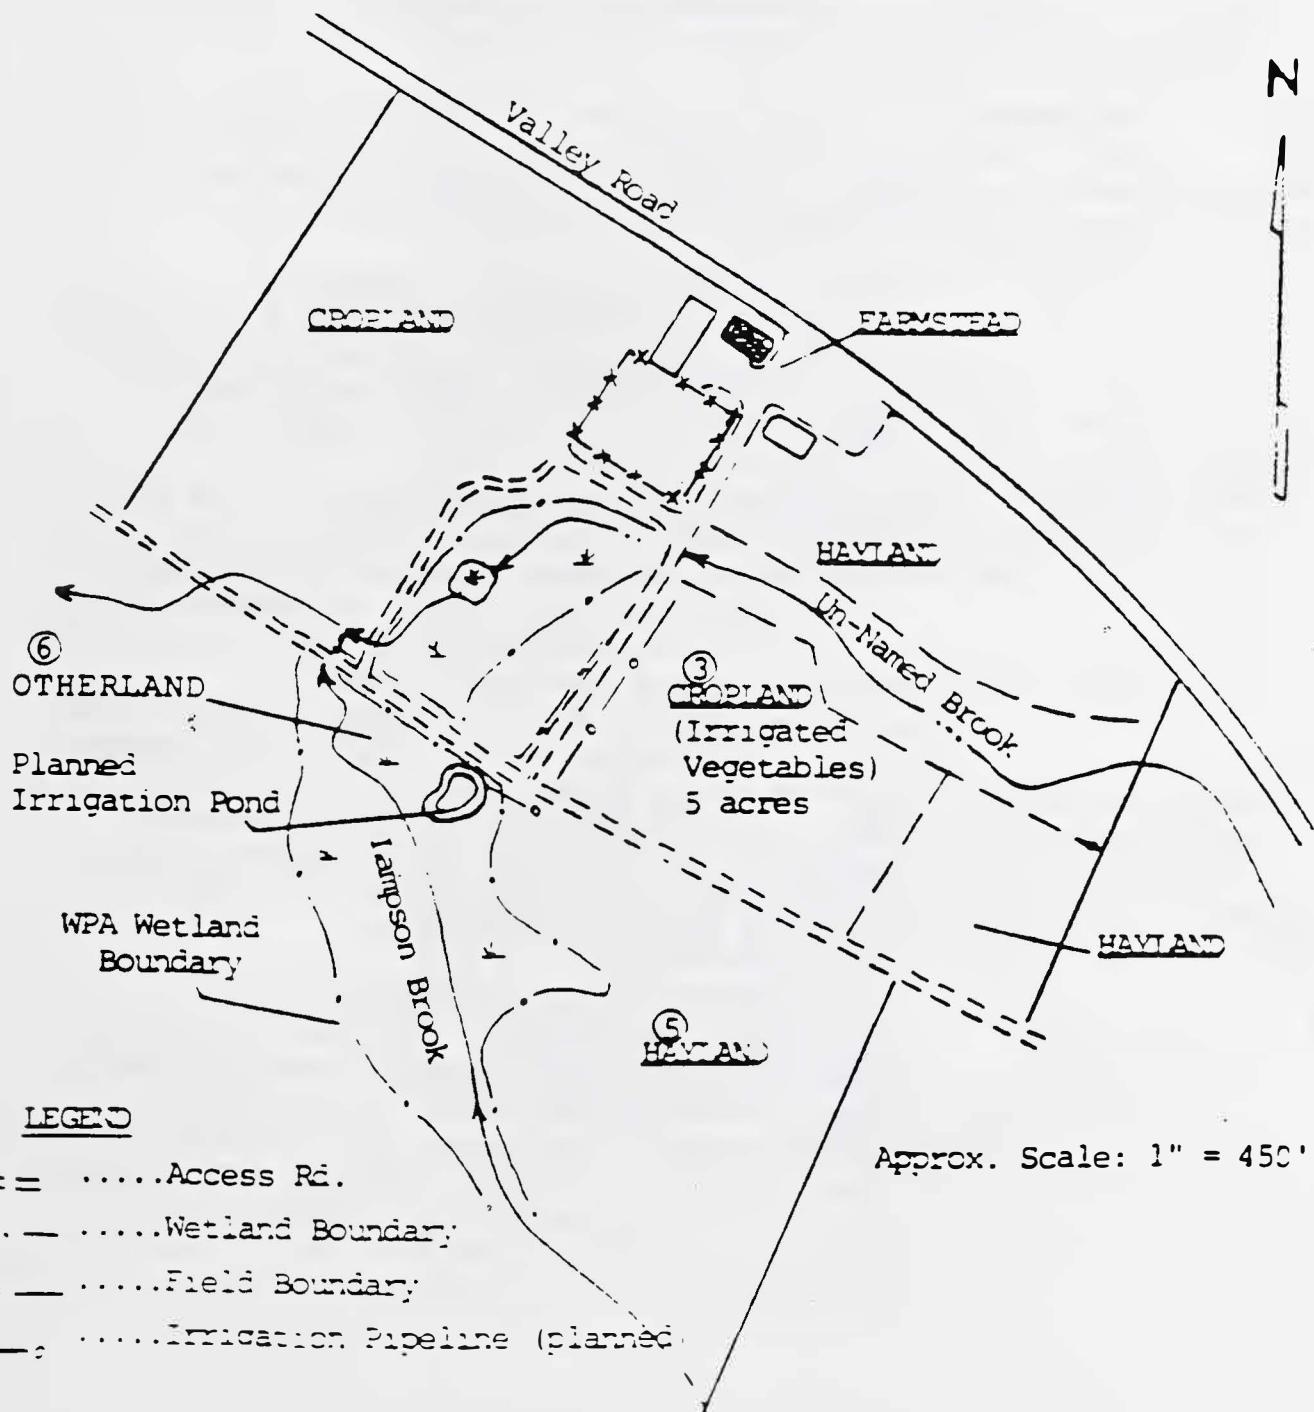 N
Valley Road
CROPLAND
FARMSTEAD
HAYLAND
Un-Named Brook
6
OTHERLAND
3
CROPLAND
(Irrigated
Vegetables)
5 acres
Planned
Irrigation Pond
Lampson Brook
WPA Wetland
Boundary
HAYLAND
5
HAYLAND
LEGEND
Approx. Scale: 1" = 450'
.....Access Rd.
.....Wetland Boundary
.....Field Boundary
.....Irrigation Pipeline (planned